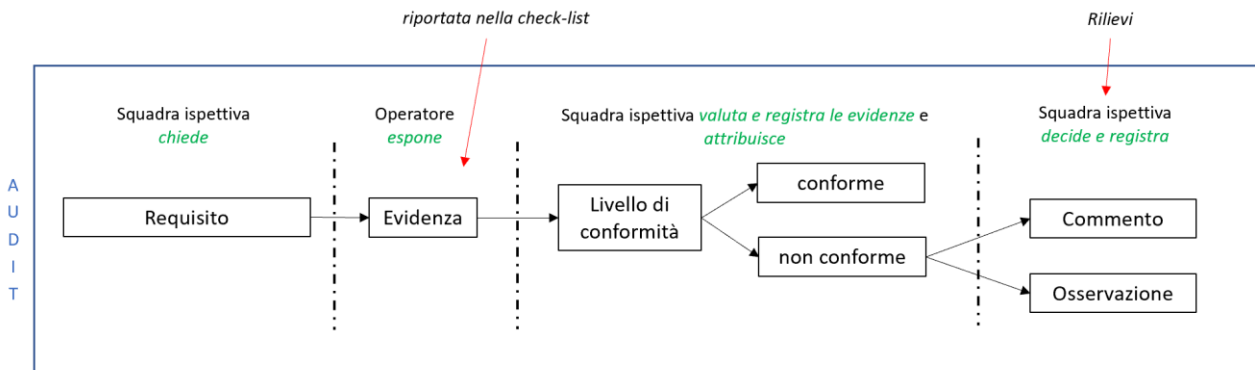 riportata nella check-list
Rilievi
Squadra ispettiva
chiede
Operatore
espone
Squadra ispettiva valuta e registra le evidenze e
attribuisce
Squadra ispettiva
decide e registra
AUDIT
Requisito
Evidenza
Livello di
conformità
conforme
non conforme
Commento
Osservazione